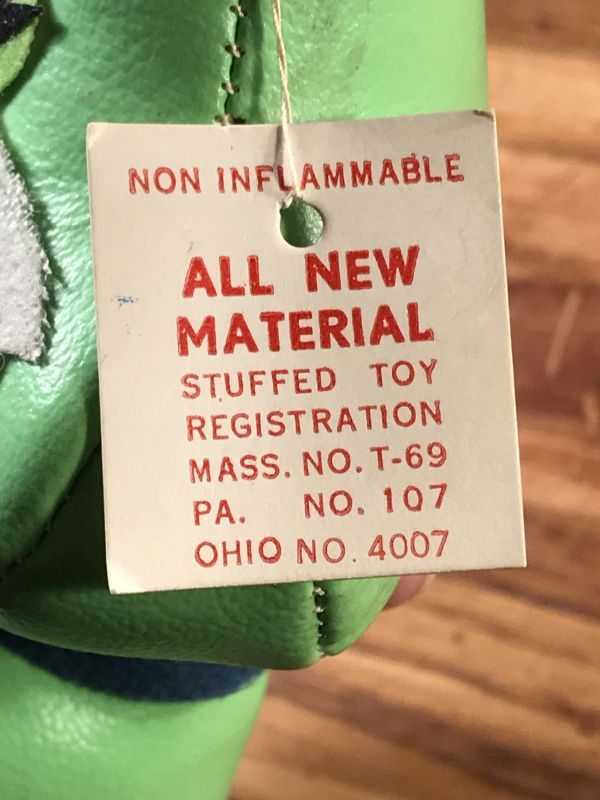 NON INFLAMMABLE
ALL NEW
MATERIAL
STUFFED TOY
REGISTRATION
MASS. NO. T-69
PA. NO. 107
OHIO NO. 4007